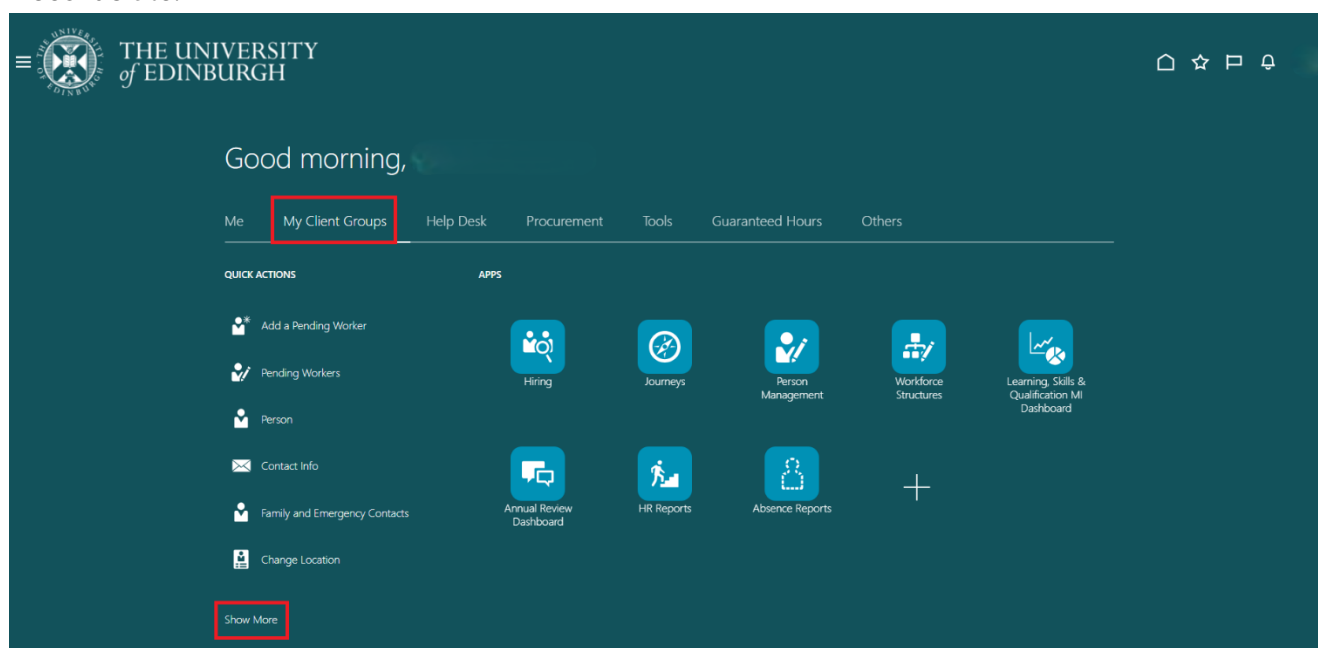 THE UNIVERSITY
of EDINBURGH
Good morning,
Me My Client Groups Help Desk Procurement Tools Guaranteed Hours Others
QUICK ACTIONS
Add a Pending Worker
Pending Workers
Person
Contact Info
Family and Emergency Contacts
Change Location
Show More
APPS
Hiring
Journeys
Person
Management
Workforce
Structures
Learning, Skills &
Qualification MI
Dashboard
Annual Review
Dashboard
HR Reports
Absence Reports